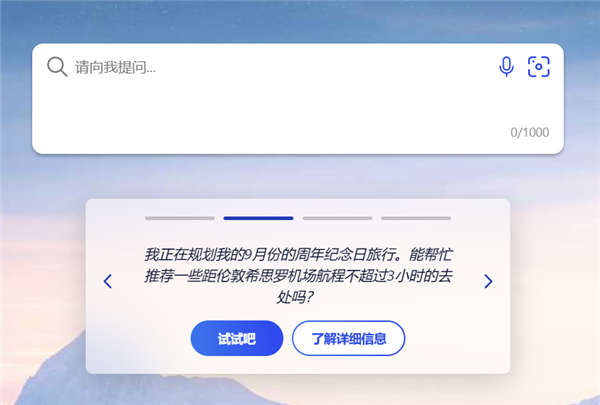 请向我提问...
0/1000
我正在规划我的9月份的周年纪念日旅行。能帮忙
推荐一些距伦敦希思罗机场航程不超过3小时的去
处吗?
试试吧
了解详细信息